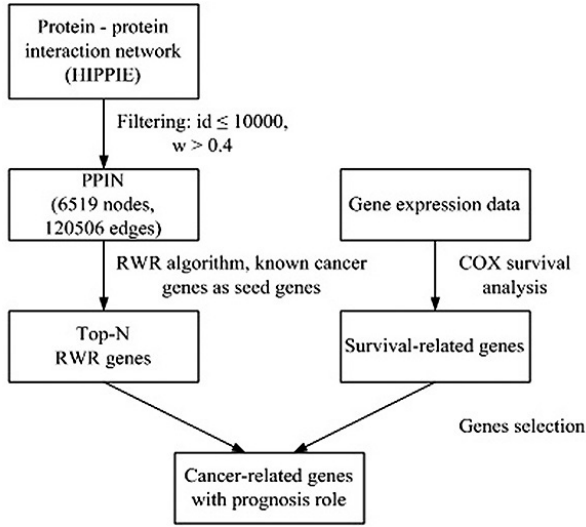 Protein - protein
interaction network
(HIPPIE)
Filtering: id ≤ 10000,
w > 0.4
PPIN
(6519 nodes,
120506 edges)
Gene expression data
RWR algorithm, known cancer
genes as seed genes
COX survival
analysis
Top-N
RWR genes
Survival-related genes
Genes selection
Cancer-related genes
with prognosis role